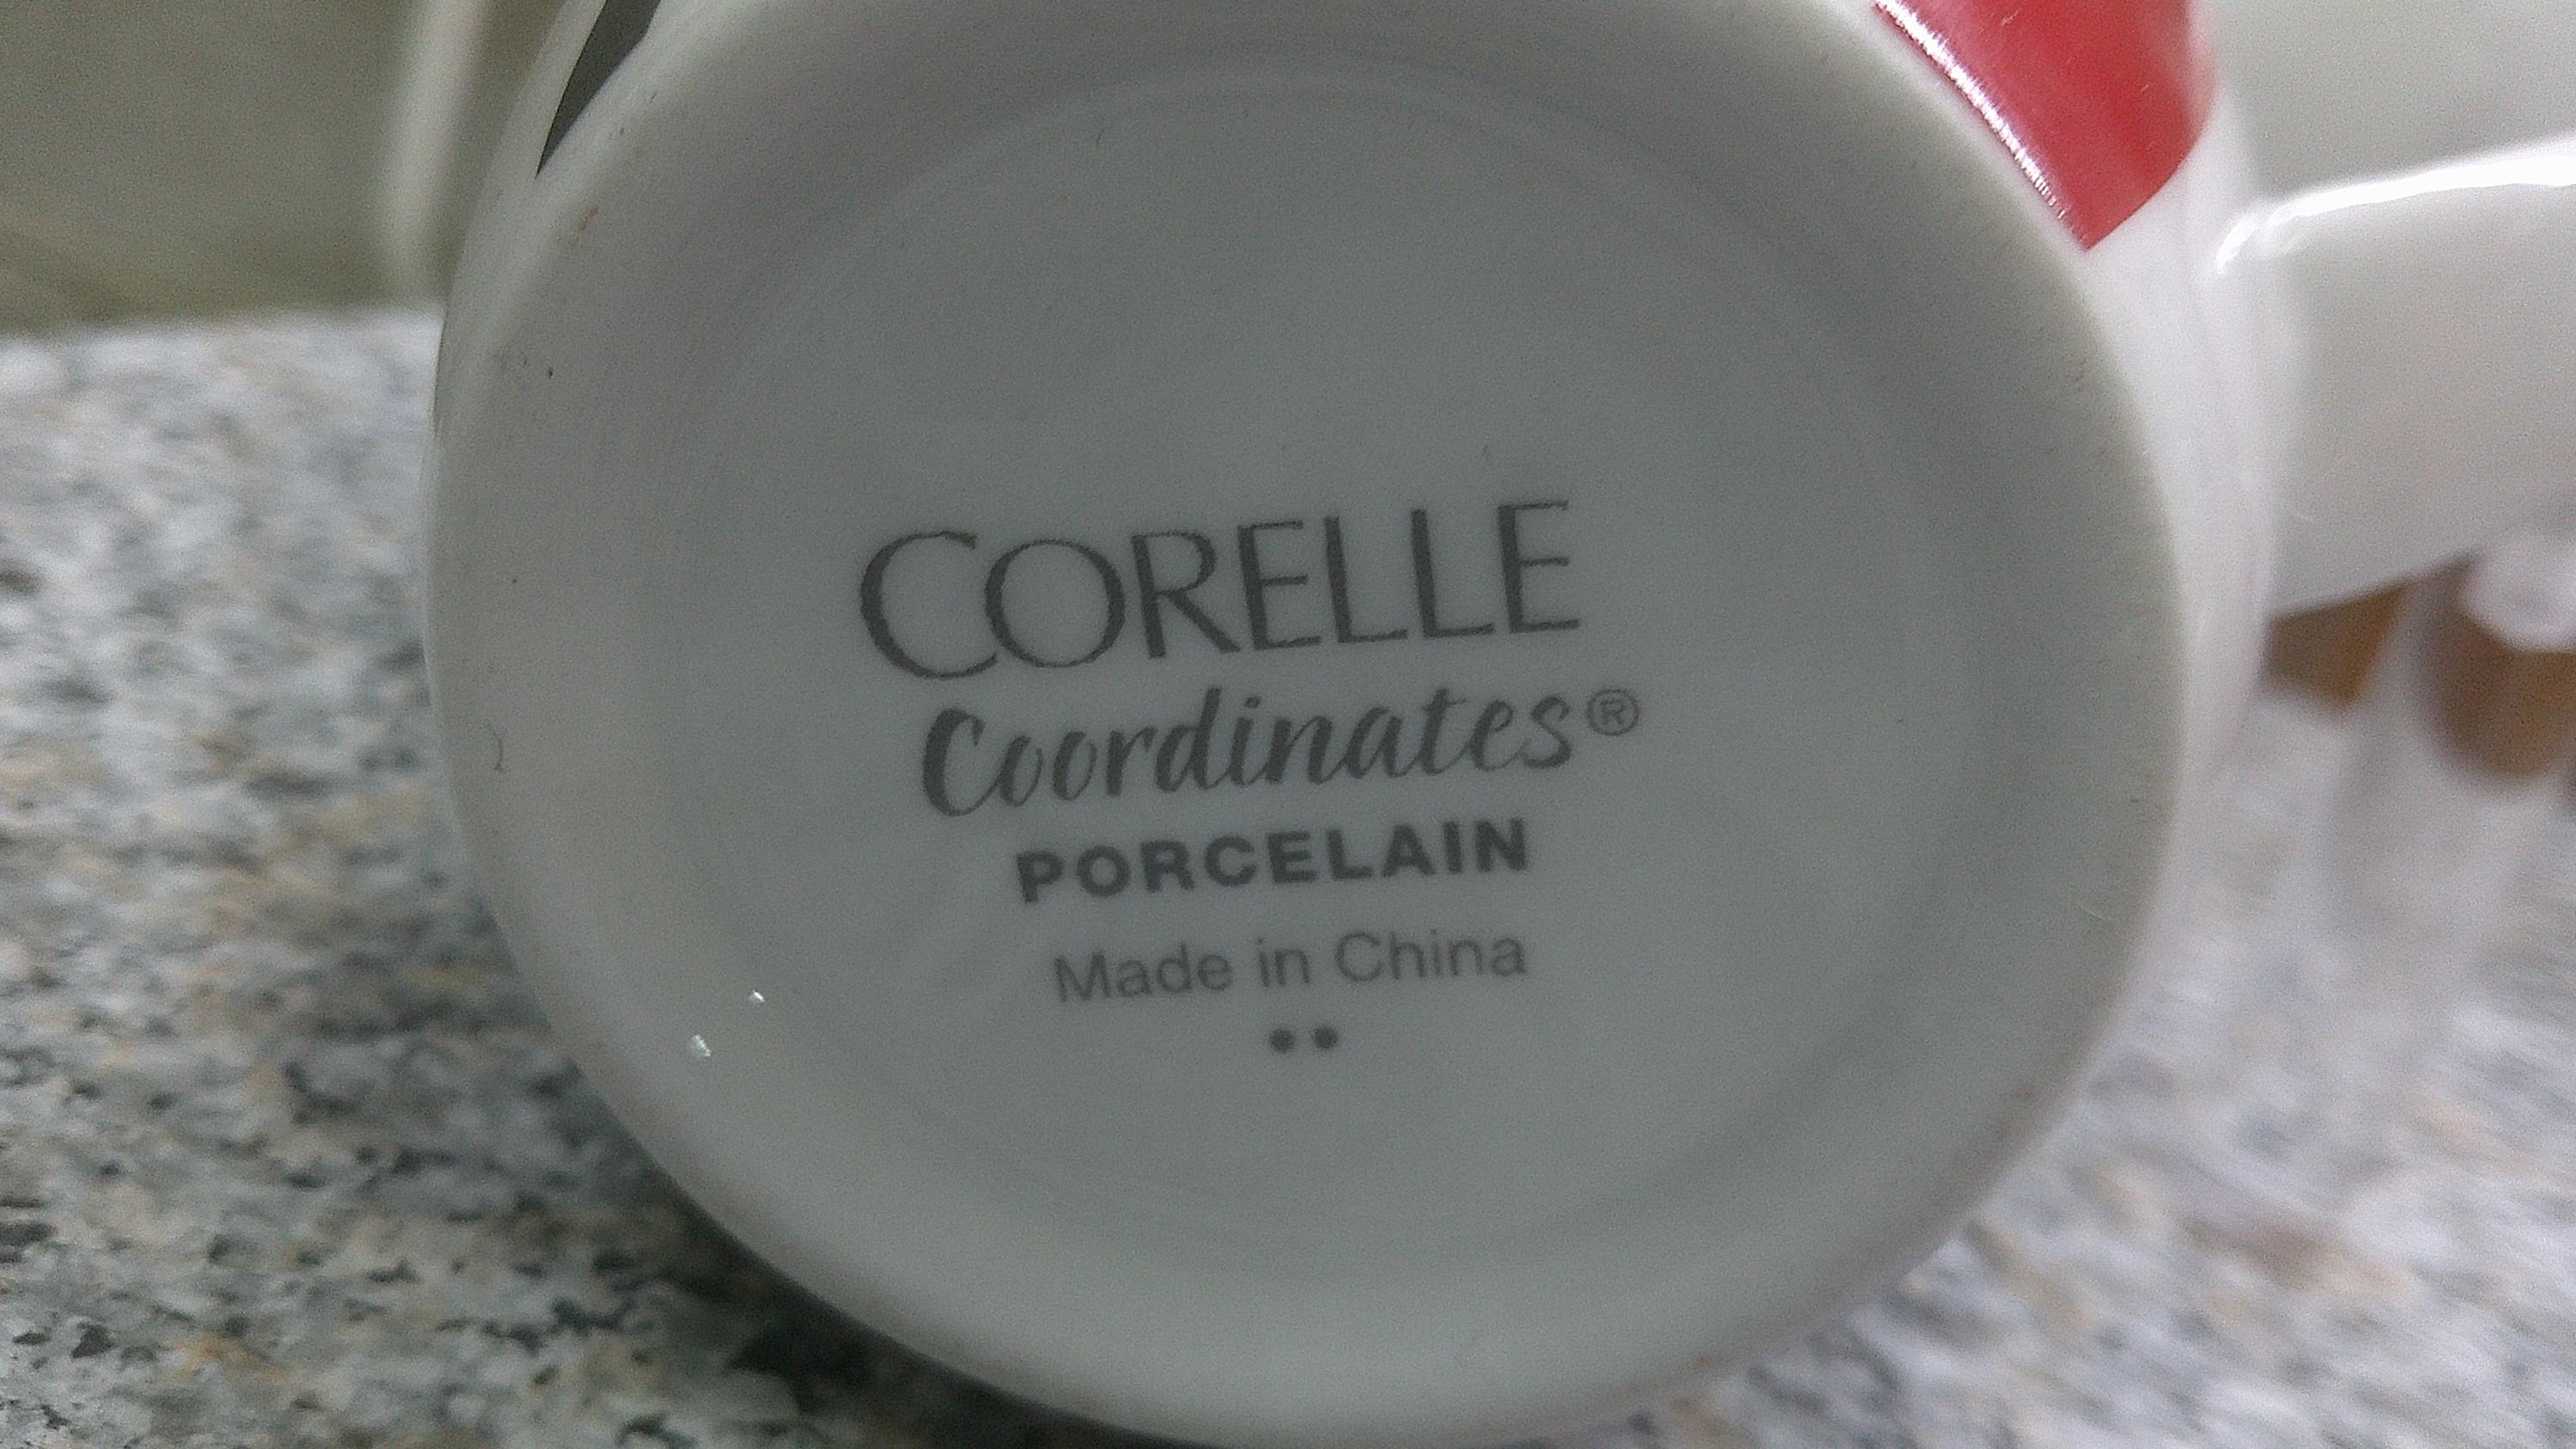 CORELLE
Coordinates®
PORCELAIN
Made in China
••